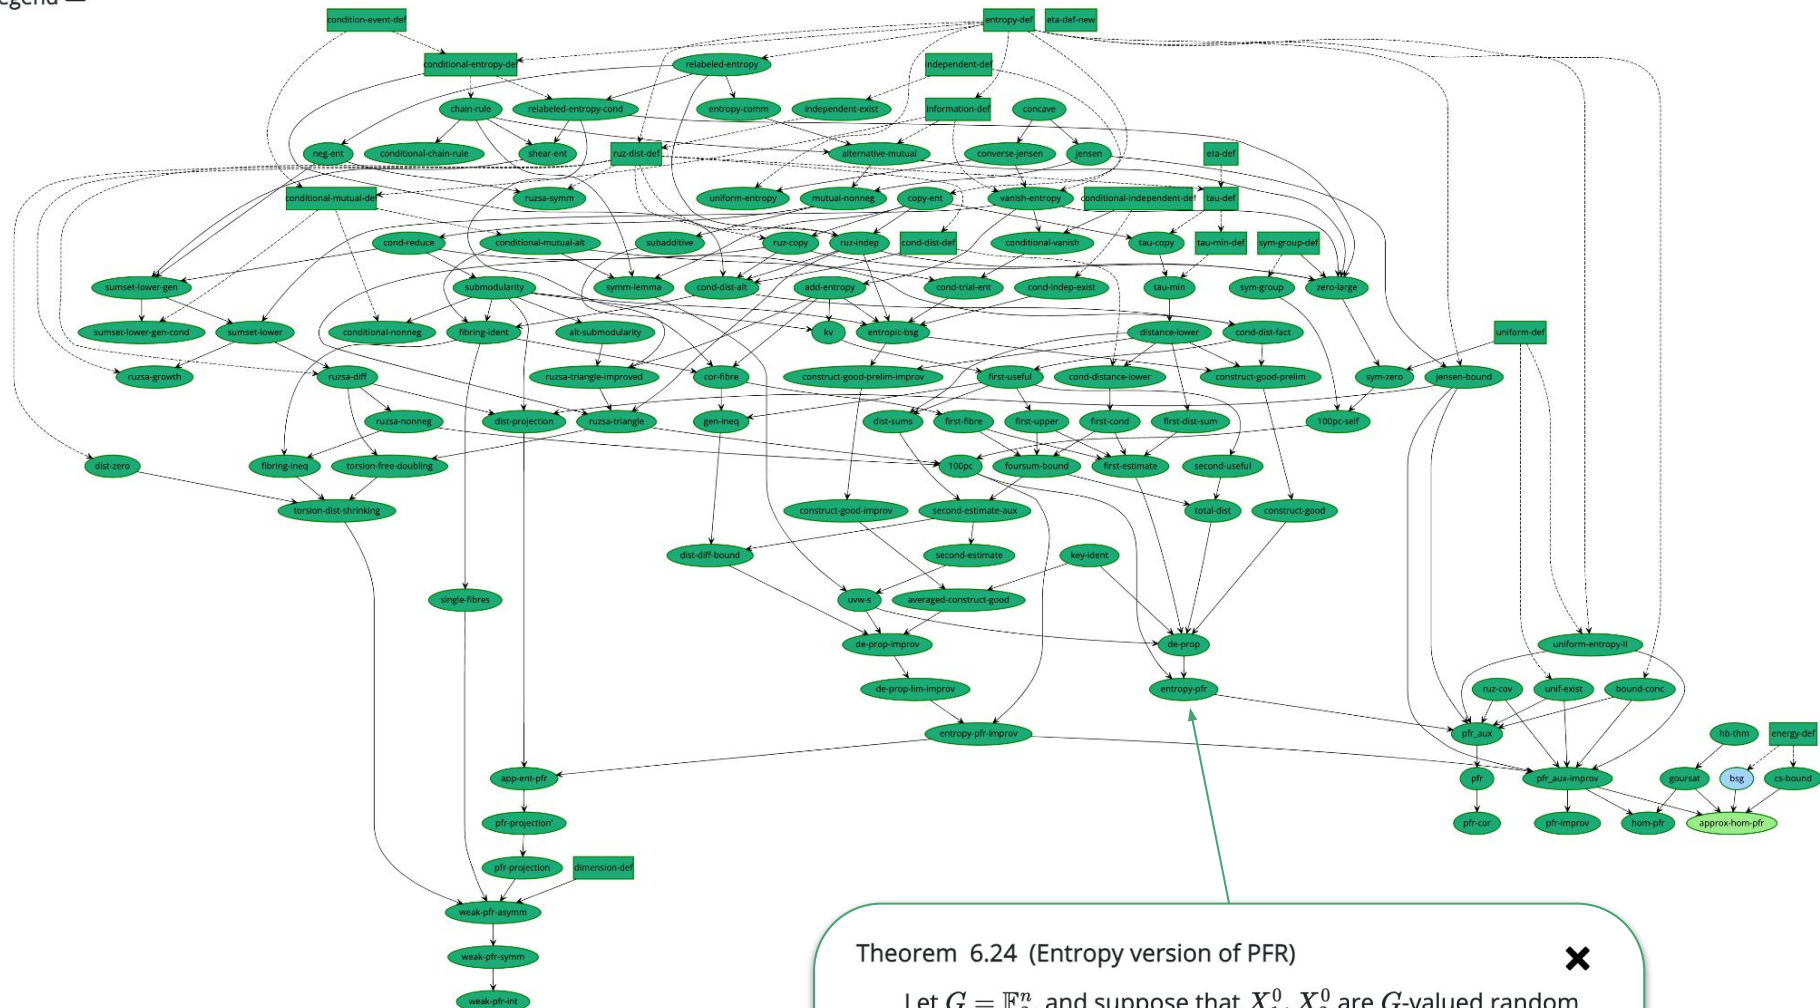 egend
condition-event-def
entropy-def
eta-def-new
conditional-entropy-def
relabeled-entropy
independent-def
chain-rule
relabeled-entropy-cond
entropy-comm
independent-exist
information-def
concave
neg-ent
conditional-chain-rule
shear-ent
ruz-dist-def
alternative-mutual
converse-jensen
jensen
eta-def
conditional-mutual-def
ruzsa-symm
uniform-entropy
mutual-nonneg
copy-ent
vanish-entropy
conditional-independent-def
tau-def
cond-reduce
conditional-mutual-alt
subadditive
ruz-copy
ruz-indep
cond-dist-def
conditional-vanish
tau-copy
tau-min-def
sym-group-def
sumset-lower-gen
submodularity
symm-lemma
cond-dist-alt
add-entropy
cond-trial-ent
cond-indep-exist
tau-min
sym-group
zero-large
sumset-lower-gen-cond
sumset-lower
conditional-nonneg
fibring-ident
alt-submodularity
kv
entropic-bsg
distance-lower
cond-dist-fact
uniform-def
ruzsa-growth
ruzsa-diff
ruzsa-triangle-improved
cor-fibre
construct-good-prelim-improv
first-useful
cond-distance-lower
construct-good-prelim
sym-zero
jensen-bound
ruzsa-nonneg
dist-projection
ruzsa-triangle
gen-ineq
dist-sums
first-fibre
first-upper
first-cond
first-dist-sum
100pc-self
dist-zero
fibring-ineq
torsion-free-doubling
100pc
foursum-bound
first-estimate
second-useful
torsion-dist-shrinking
construct-good-improv
second-estimate-aux
total-dist
construct-good
dist-diff-bound
second-estimate
key-ident
single-fibres
uvw-s
averaged-construct-good
de-prop-improv
de-prop
uniform-entropy-II
de-prop-lim-improv
entropy-pfr
ruz-cov
unif-exist
bound-conc
entropy-pfr-improv
pfr_aux
hb-thm
energy-def
app-ent-pfr
pfr
pfr_aux-improv
goursat
bsg
cs-bound
pfr-projection'
pfr-cor
pfr-improv
hom-pfr
approx-hom-pfr
pfr-projection
dimension-def
weak-pfr-asymm
weak-pfr-symm
weak-pfr-int
Theorem 6.24 (Entropy version of PFR)
Let G = 𝔽₂ⁿ, and suppose that X₁⁰, X₂⁰ are G-valued random